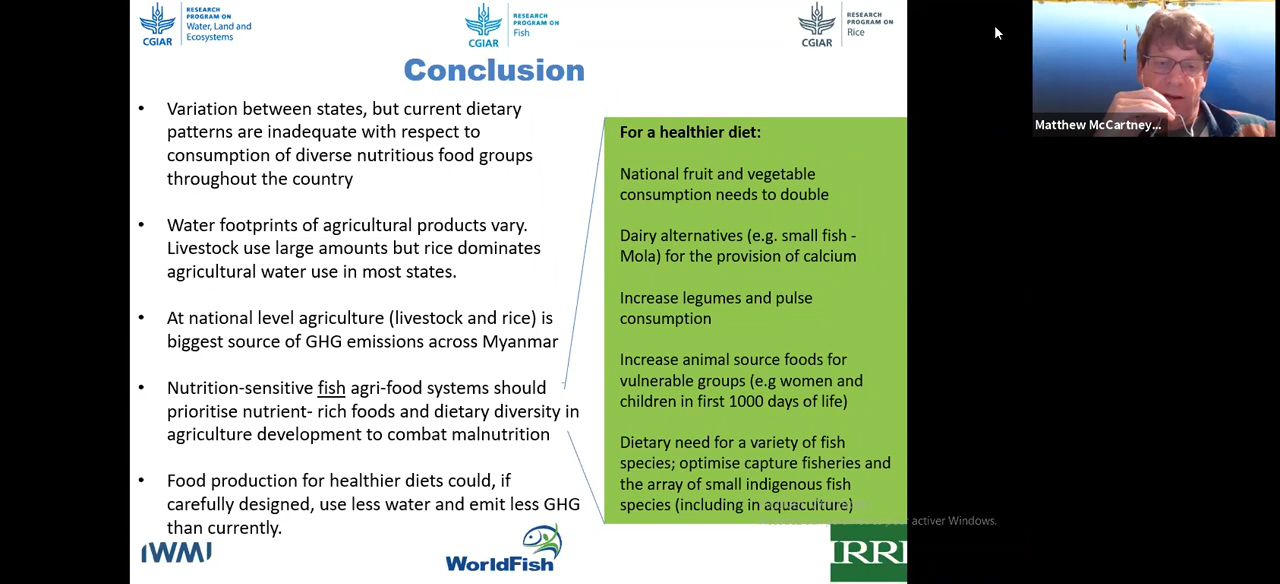 RESEARCH
PROGRAM ON
Water, Land and
Ecosystems
CGIAR
RESEARCH
PROGRAM ON
Fish
CGIAR
RESEARCH
PROGRAM ON
Rice
CGIAR
Conclusion
• Variation between states, but current dietary
patterns are inadequate with respect to
consumption of diverse nutritious food groups
throughout the country
• Water footprints of agricultural products vary.
Livestock use large amounts but rice dominates
agricultural water use in most states.
• At national level agriculture (livestock and rice) is
biggest source of GHG emissions across Myanmar
• Nutrition-sensitive fish agri-food systems should
prioritise nutrient- rich foods and dietary diversity in
agriculture development to combat malnutrition
• Food production for healthier diets could, if
carefully designed, use less water and emit less GHG
than currently.
For a healthier diet:
National fruit and vegetable
consumption needs to double
Dairy alternatives (e.g. small fish -
Mola) for the provision of calcium
Increase legumes and pulse
consumption
Increase animal source foods for
vulnerable groups (e.g women and
children in first 1000 days of life)
Dietary need for a variety of fish
species; optimise capture fisheries and
the array of small indigenous fish
species (including in aquaculture)
activer Windows.
IWMI
WorldFish
IRRI
Matthew McCartney...